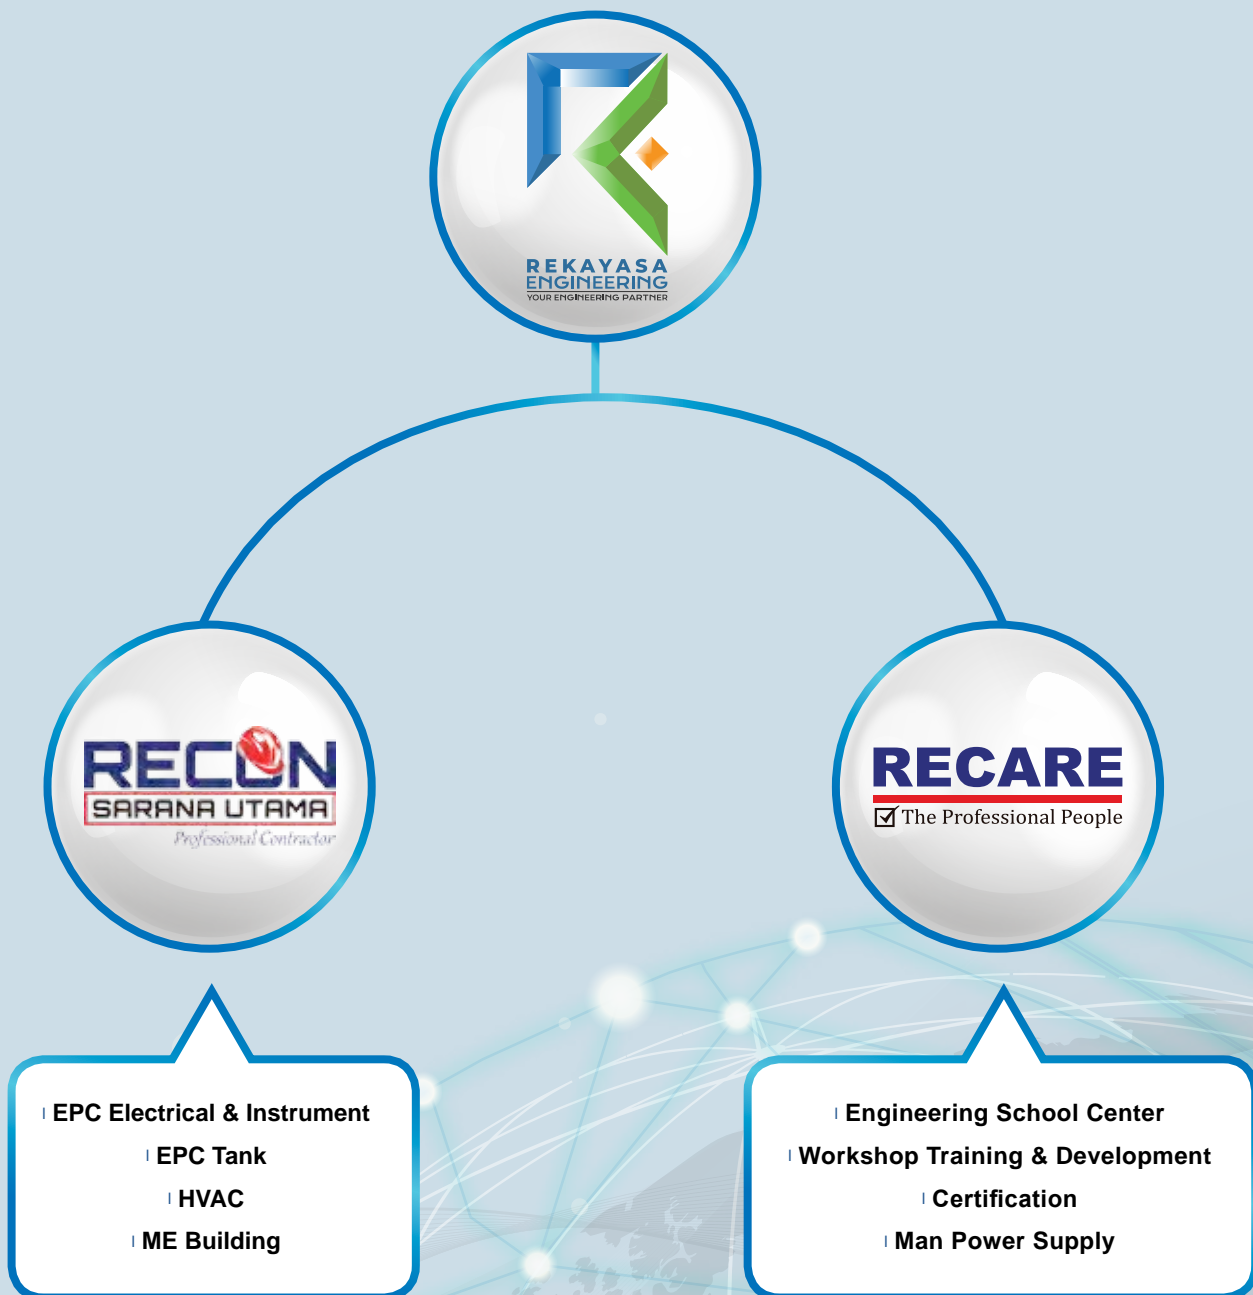 REKAYASA
ENGINEERING
YOUR ENGINEERING PARTNER
RECON
SARANA UTAMA
Professional Contractor
RECARE
The Professional People
EPC Electrical & Instrument
EPC Tank
HVAC
ME Building
Engineering School Center
Workshop Training & Development
Certification
Man Power Supply